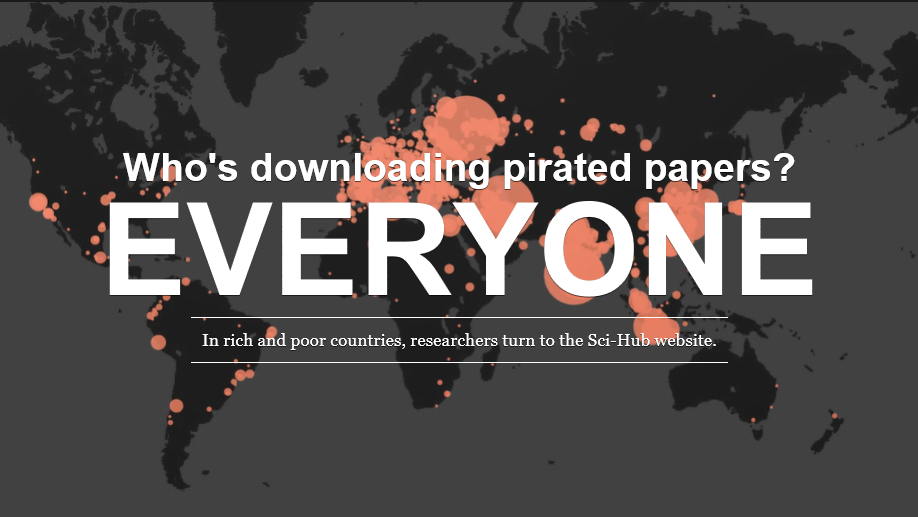 Who's downloading pirated papers?
EVERYONE
In rich and poor countries, researchers turn to the Sci-Hub website.